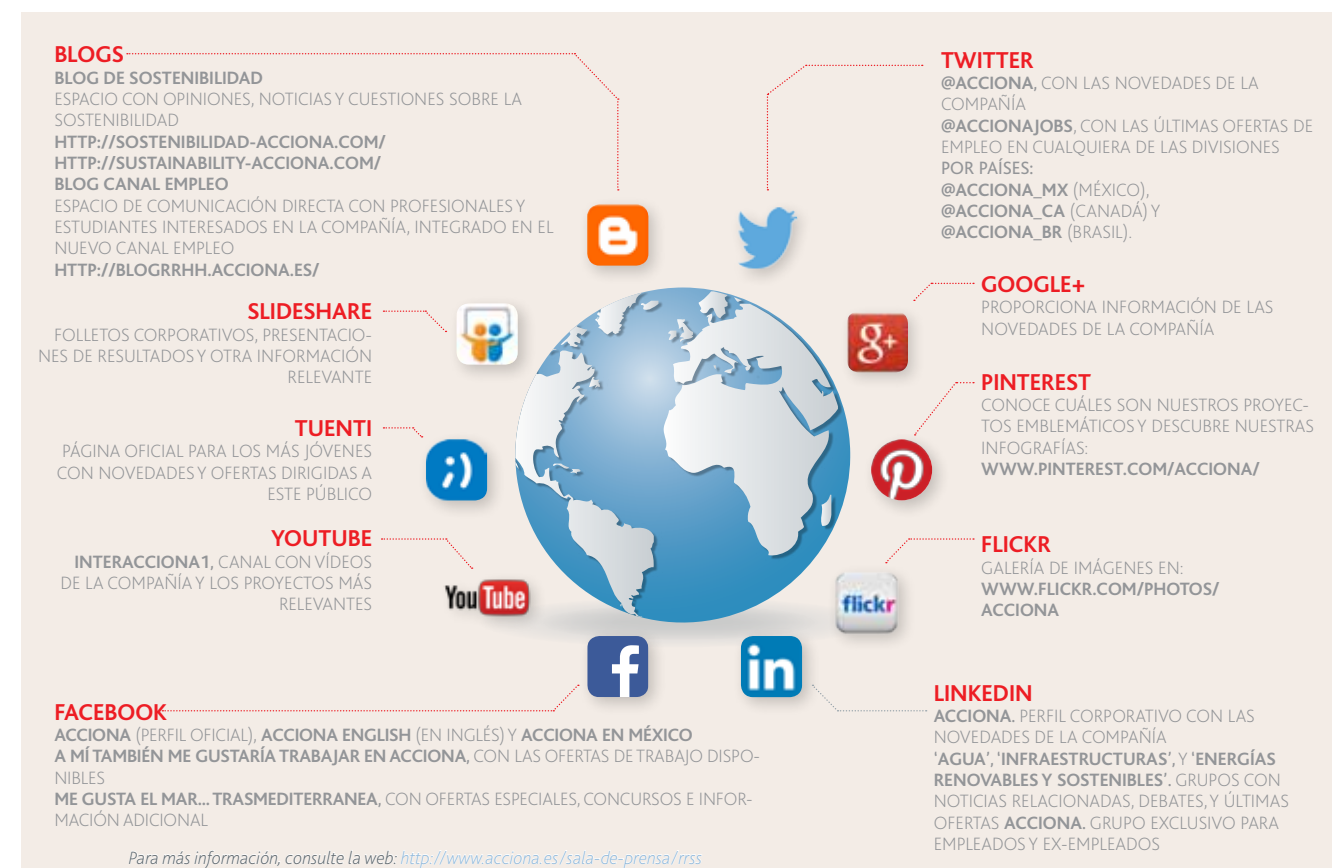 BLOGS
BLOG DE SOSTENIBILIDAD
ESPACIO CON OPINIONES, NOTICIAS Y CUESTIONES SOBRE LA
SOSTENIBILIDAD
HTTP://SOSTENIBILIDAD-ACCIONA.COM/
HTTP://SUSTAINABILITY-ACCIONA.COM/
BLOG CANAL EMPLEO
ESPACIO DE COMUNICACIÓN DIRECTA CON PROFESIONALES Y
ESTUDIANTES INTERESADOS EN LA COMPAÑÍA, INTEGRADO EN EL
NUEVO CANAL EMPLEO
HTTP://BLOGRRHH.ACCIONA.ES/
TWITTER
@ACCIONA, CON LAS NOVEDADES DE LA
COMPAÑÍA
@ACCIONAJOBS, CON LAS ÚLTIMAS OFERTAS DE
EMPLEO EN CUALQUIERA DE LAS DIVISIONES
POR PAÍSES:
@ACCIONA_MX (MÉXICO),
@ACCIONA_CA (CANADÁ) Y
@ACCIONA_BR (BRASIL).
SLIDESHARE
FOLLETOS CORPORATIVOS, PRESENTACIO-
NES DE RESULTADOS Y OTRA INFORMACIÓN
RELEVANTE
GOOGLE+
PROPORCIONA INFORMACIÓN DE LAS
NOVEDADES DE LA COMPAÑÍA
g+
TUENTI
PÁGINA OFICIAL PARA LOS MÁS JÓVENES
CON NOVEDADES Y OFERTAS DIRIGIDAS A
ESTE PÚBLICO
;)
PINTEREST
CONOCE CUÁLES SON NUESTROS PROYEC-
TOS EMBLEMÁTICOS Y DESCUBRE NUESTRAS
INFOGRAFÍAS:
WWW.PINTEREST.COM/ACCIONA/
YOUTUBE
INTERACCIONA1, CANAL CON VÍDEOS
DE LA COMPAÑÍA Y LOS PROYECTOS MÁS
RELEVANTES
YouTube
FLICKR
GALERÍA DE IMÁGENES EN:
WWW.FLICKR.COM/PHOTOS/
ACCIONA
flickr
f
in
FACEBOOK
ACCIONA (PERFIL OFICIAL), ACCIONA ENGLISH (EN INGLÉS) Y ACCIONA EN MÉXICO
A MÍ TAMBIÉN ME GUSTARÍA TRABAJAR EN ACCIONA, CON LAS OFERTAS DE TRABAJO DISPO-
NIBLES
ME GUSTA EL MAR... TRASMEDITERRANEA, CON OFERTAS ESPECIALES, CONCURSOS E INFOR-
MACIÓN ADICIONAL
LINKEDIN
ACCIONA. PERFIL CORPORATIVO CON LAS
NOVEDADES DE LA COMPAÑÍA
'AGUA', 'INFRAESTRUCTURAS', Y 'ENERGÍAS
RENOVABLES Y SOSTENIBLES'. GRUPOS CON
NOTICIAS RELACIONADAS, DEBATES, Y ÚLTIMAS
OFERTAS ACCIONA. GRUPO EXCLUSIVO PARA
EMPLEADOS Y EX-EMPLEADOS
Para más información, consulte la web: http://www.acciona.es/sala-de-prensa/rrss